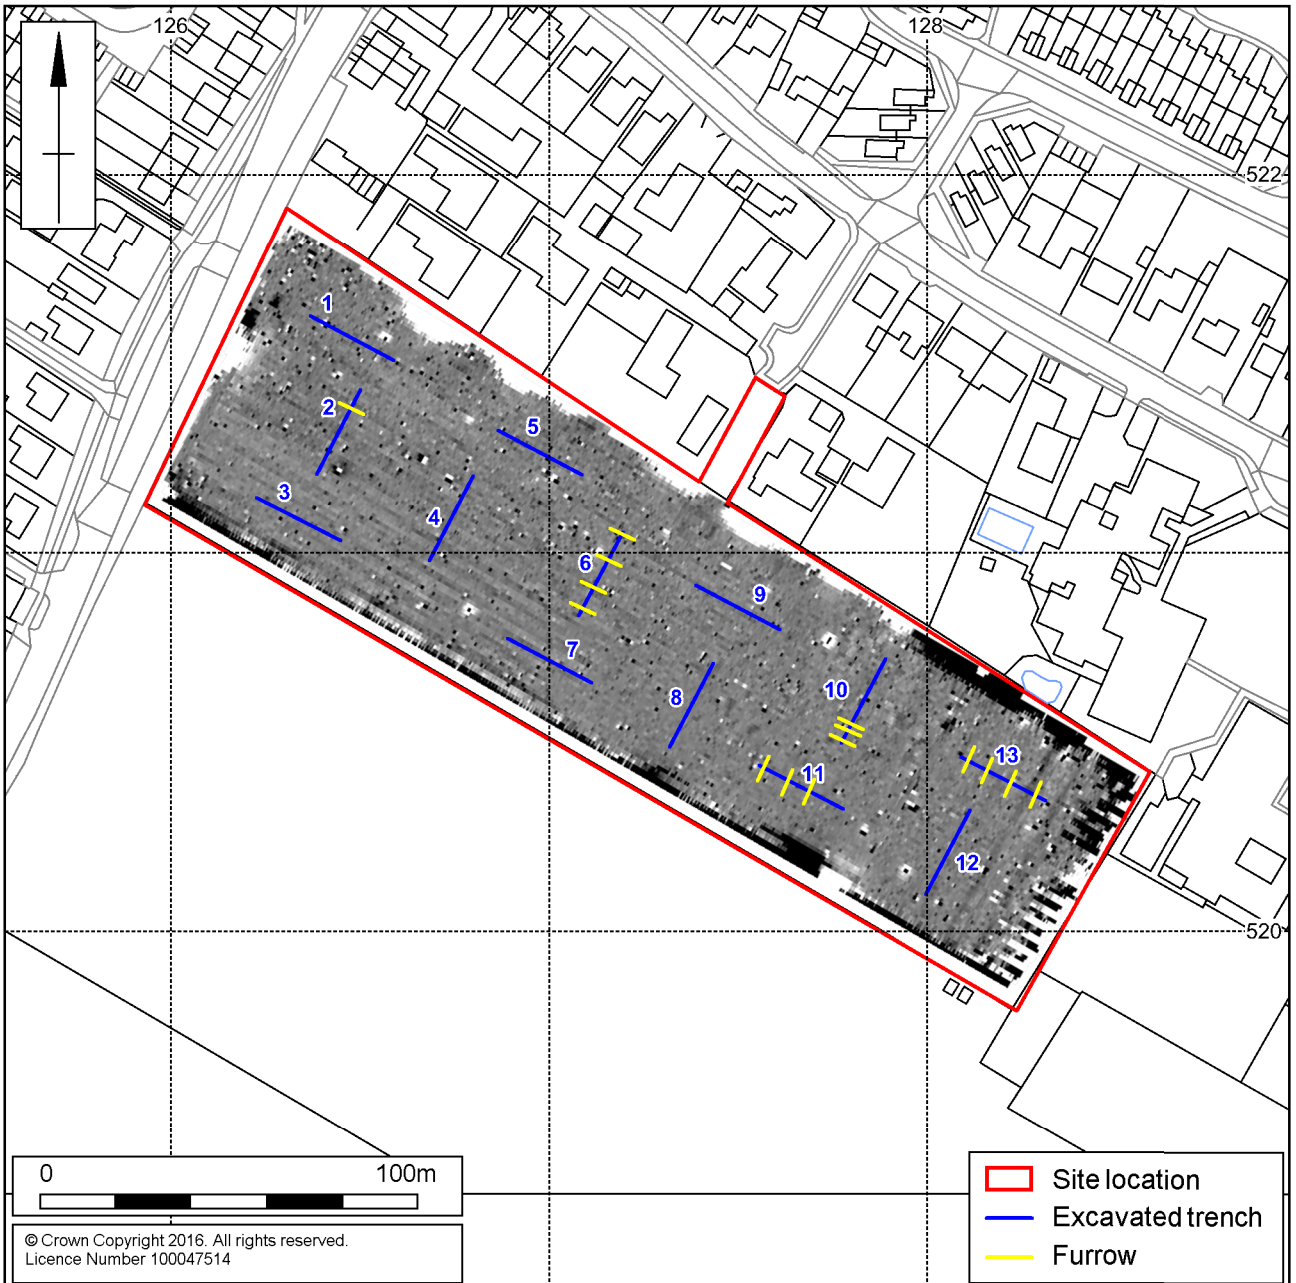 126
128
522
1
2
5
3
4
6
9
7
10
8
13
11
12
520
0 100m
© Crown Copyright 2016. All rights reserved.
Licence Number 100047514
Site location
Excavated trench
Furrow